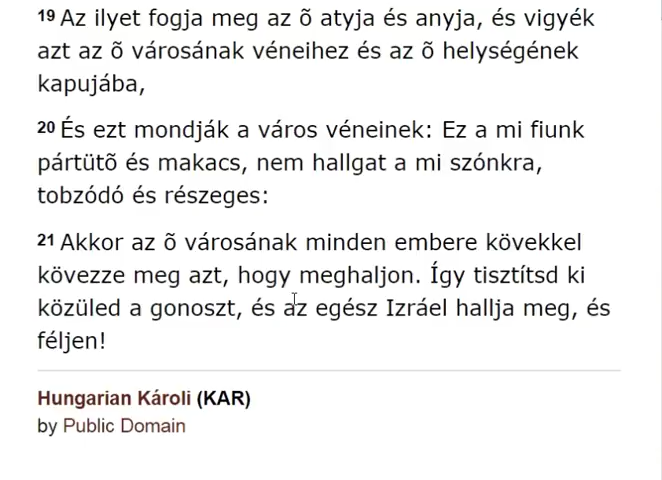 19 Az ilyet fogja meg az õ atyja és anyja, és vigyék
azt az õ városának véneihez és az õ helységének
kapujába,
20 És ezt mondják a város véneinek: Ez a mi fiunk
pártütõ és makacs, nem hallgat a mi szónkra,
tobzódó és részeges:
21 Akkor az õ városának minden embere kövekkel
kövezze meg azt, hogy meghaljon. Így tisztítsd ki
közüled a gonoszt, és az egész Izráel hallja meg, és
féljen!
Hungarian Károli (KAR)
by Public Domain